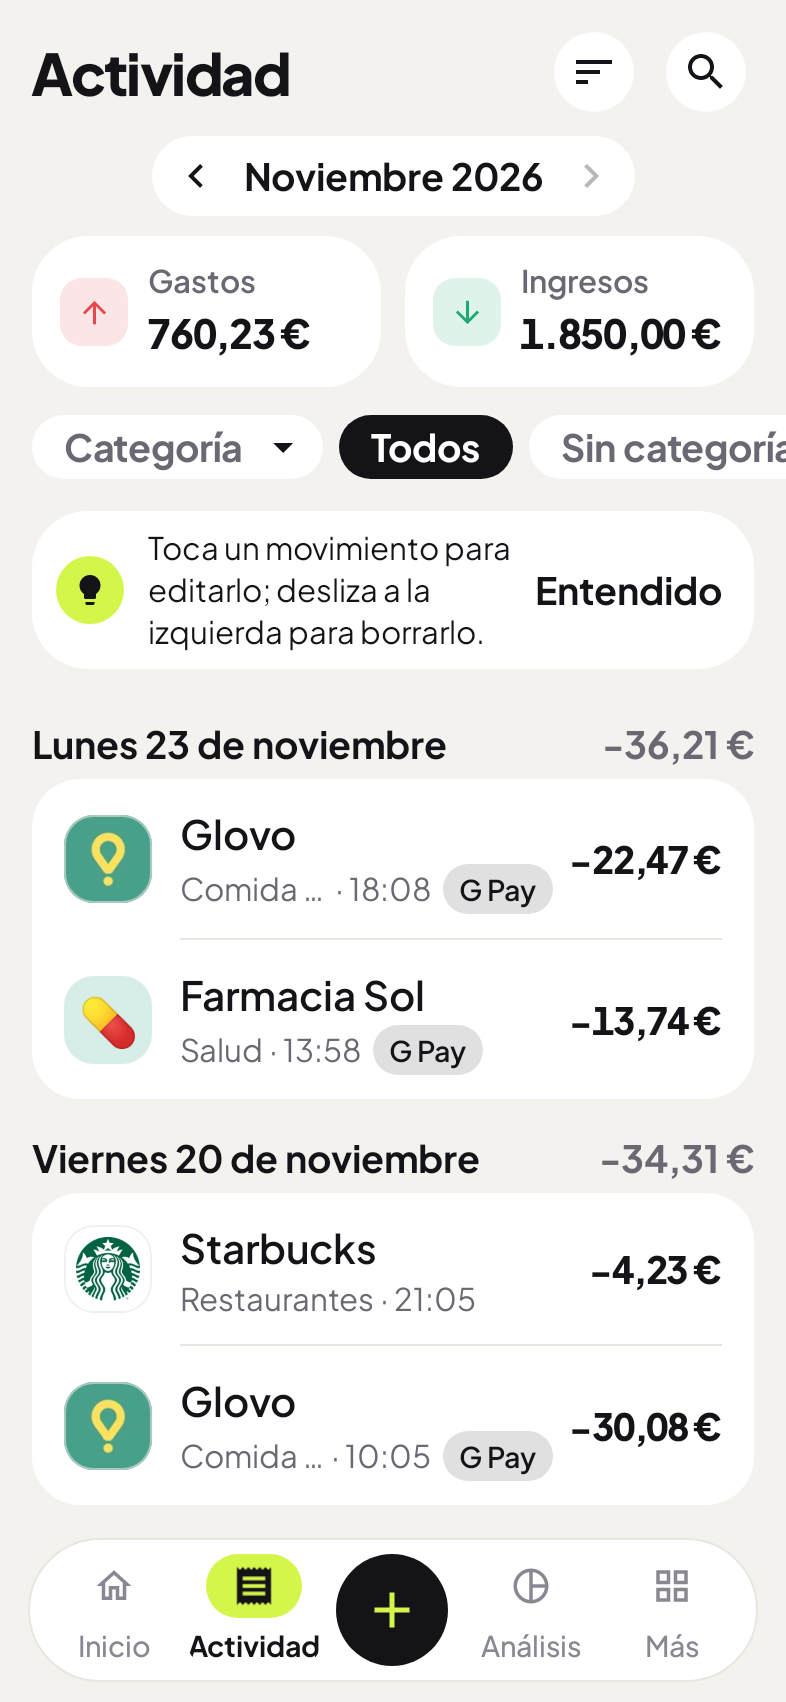 Actividad
Noviembre 2026
Gastos
760,23 €
Ingresos
1.850,00 €
Categoría
Todos
Sin categoría
Toca un movimiento para
editarlo; desliza a la
izquierda para borrarlo.
Entendido
Lunes 23 de noviembre
-36,21 €
Glovo
Comida ... · 18:08
G Pay
-22,47 €
Farmacia Sol
Salud · 13:58
G Pay
-13,74 €
Viernes 20 de noviembre
-34,31 €
Starbucks
Restaurantes · 21:05
-4,23 €
Glovo
Comida ... · 10:05
G Pay
-30,08 €
Inicio
Actividad
Análisis
Más